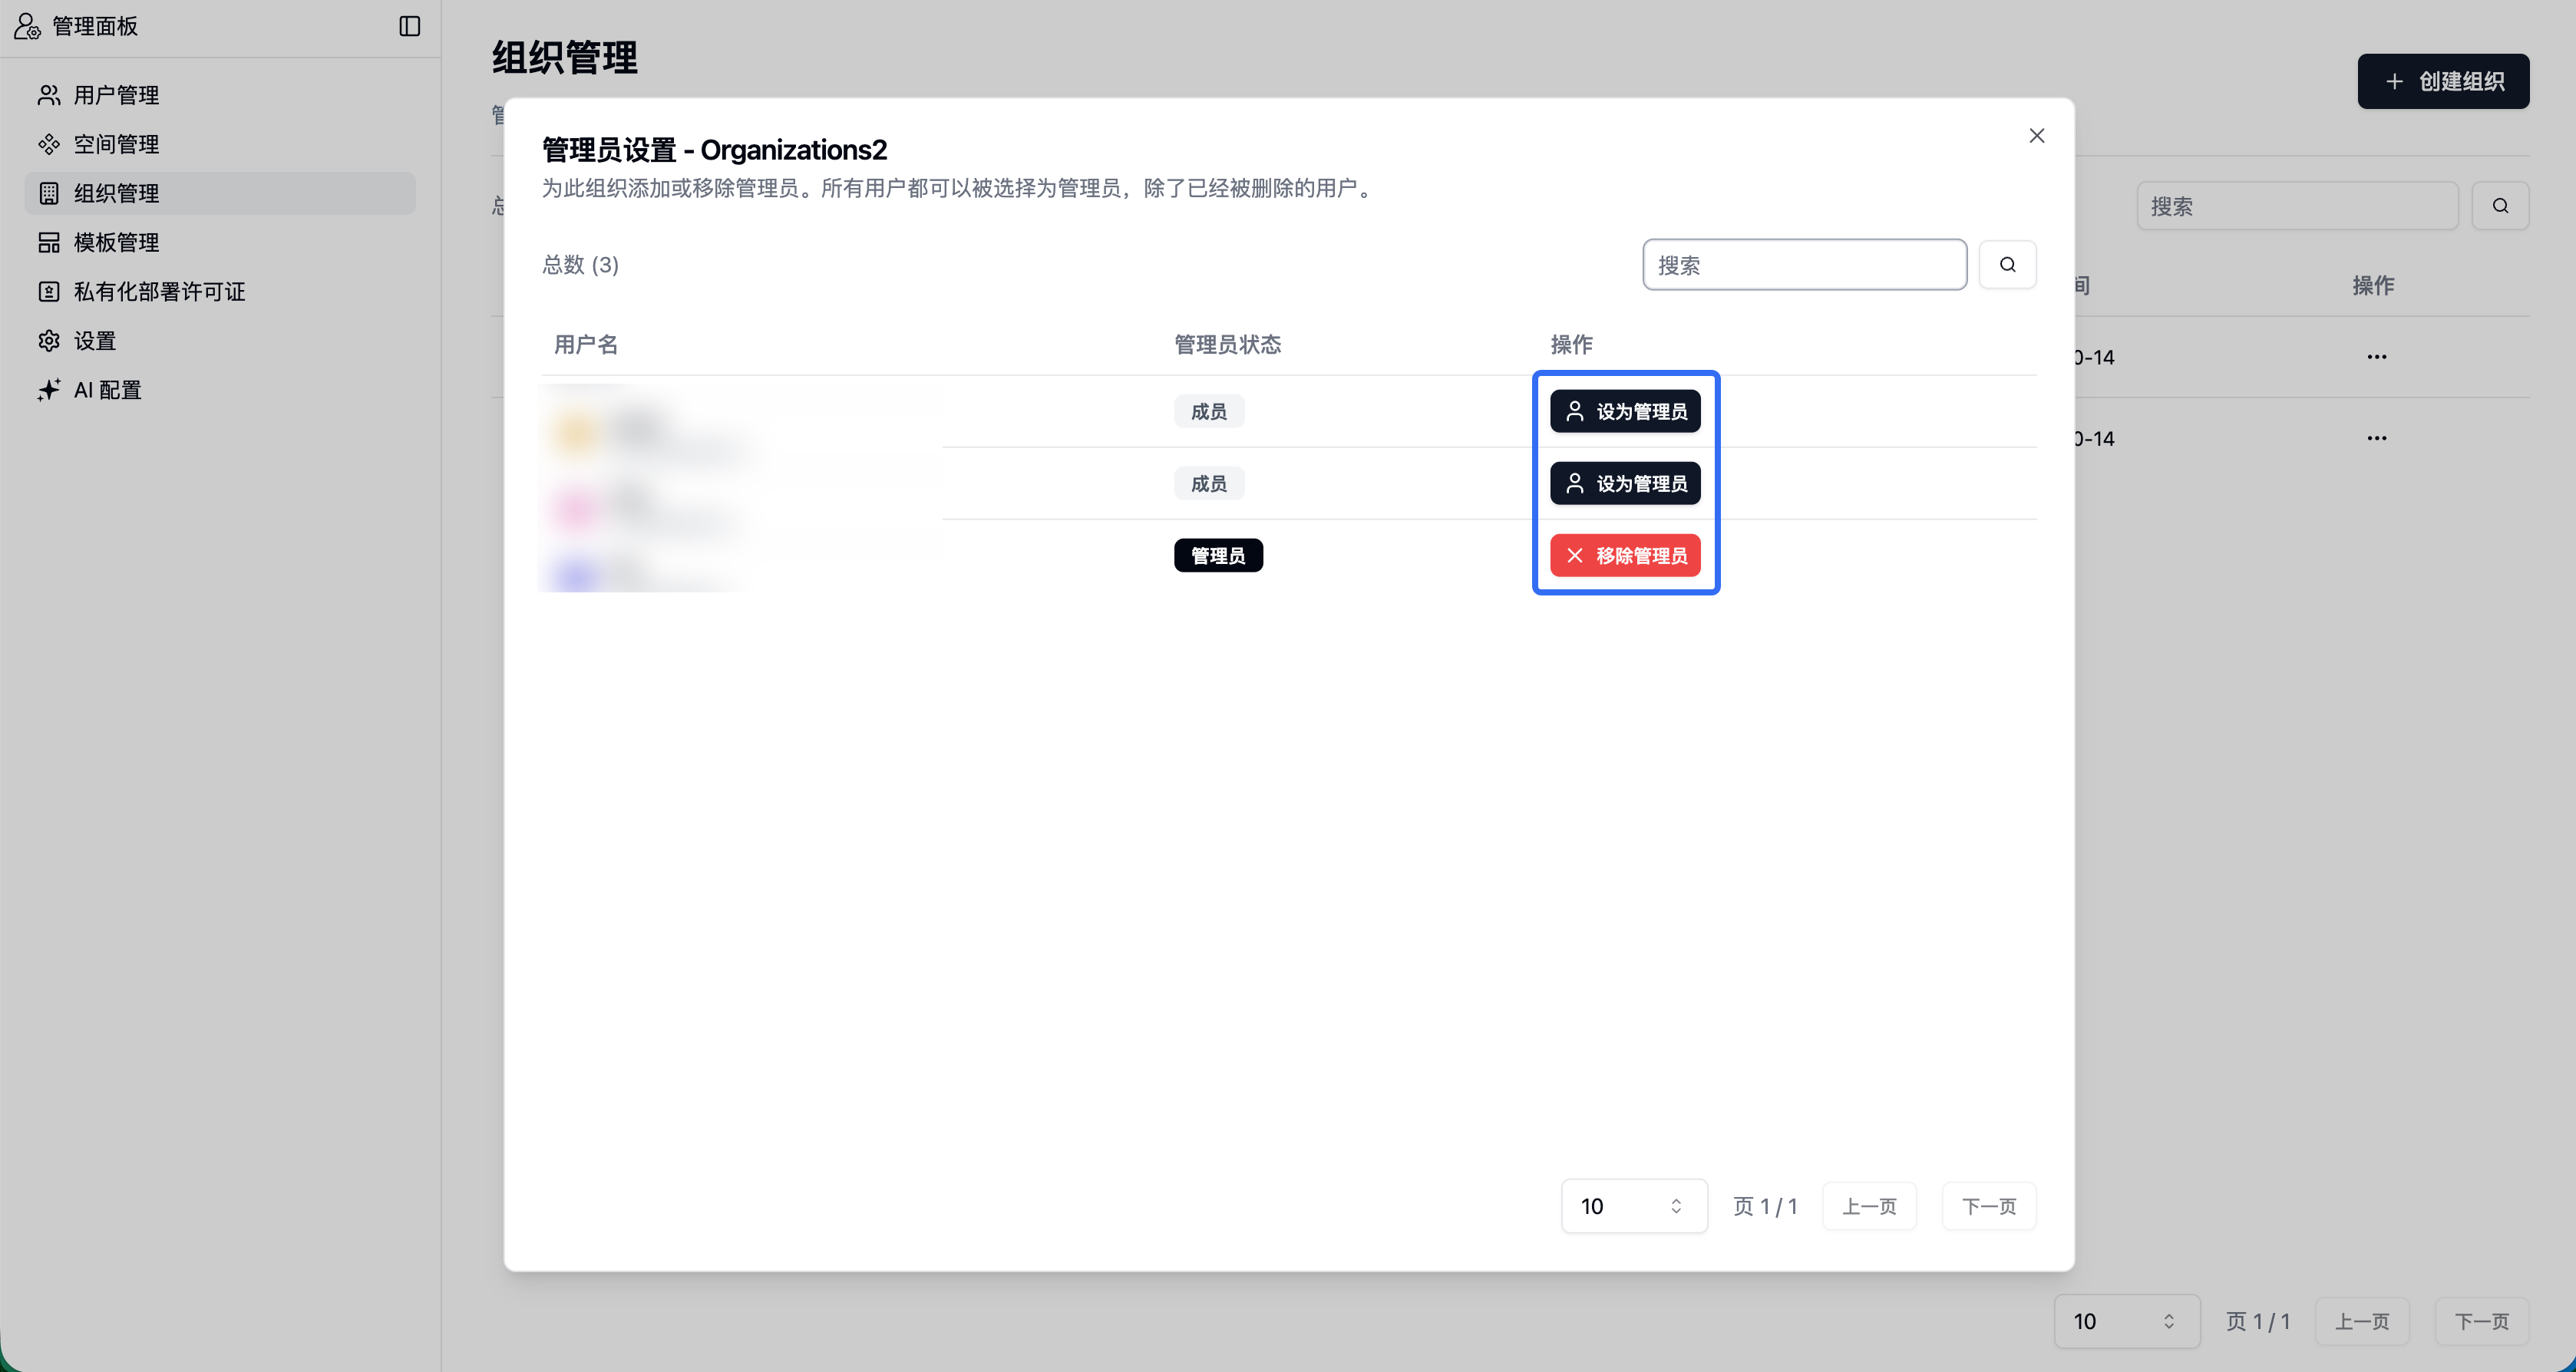 管理面板
用户管理
空间管理
组织管理
模板管理
私有化部署许可证
设置
AI 配置
组织管理
创建组织
搜索
操作
0-14
0-14
管理员设置 - Organizations2
为此组织添加或移除管理员。所有用户都可以被选择为管理员，除了已经被删除的用户。
总数 (3)
搜索
用户名 管理员状态 操作
成员 设为管理员
成员 设为管理员
管理员 移除管理员
10 页 1 / 1 上一页 下一页
10 页 1 / 1 上一页 下一页